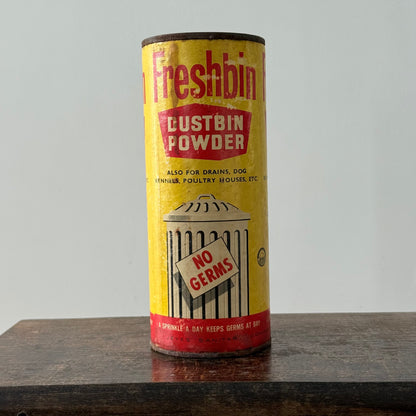 Freshbin
DUSTBIN
POWDER
ALSO FOR DRAINS, DOG
KENNELS, POULTRY HOUSES, ETC.
NO
GERMS
A SPRINKLE A DAY KEEPS GERMS AT BAY